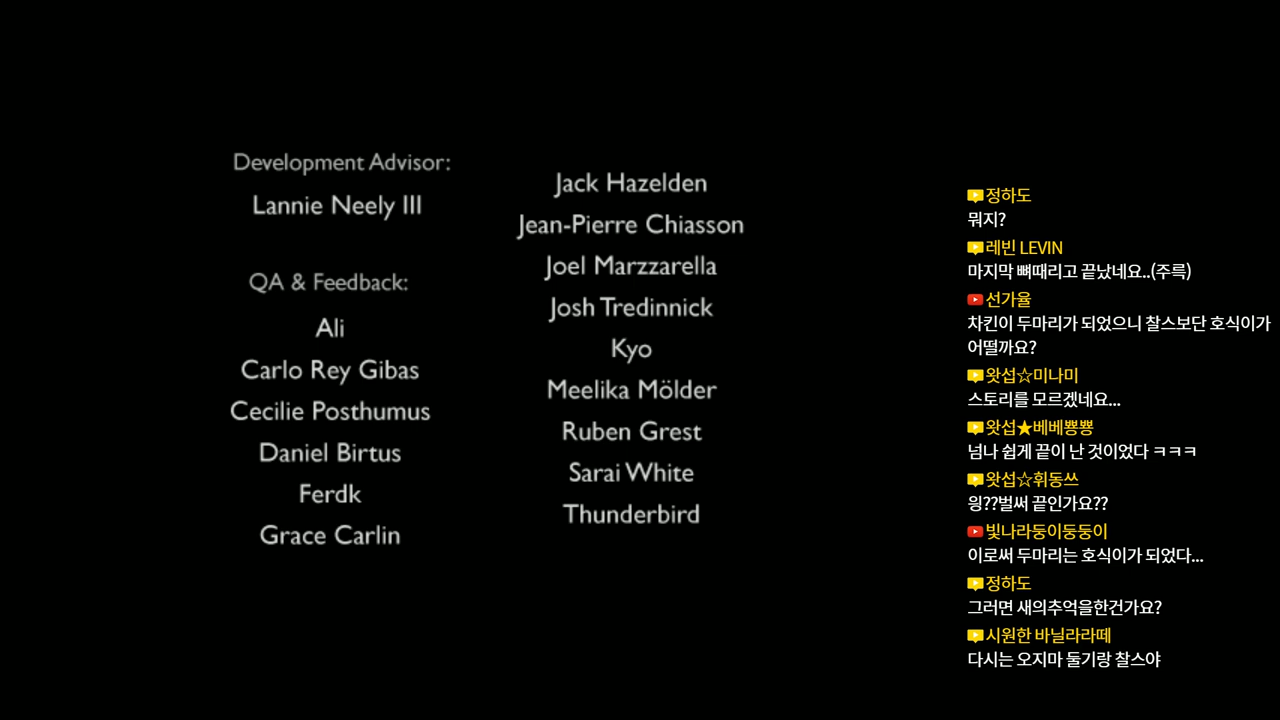 Development Advisor:
Lannie Neely III
QA & Feedback:
Ali
Carlo Rey Gibas
Cecilie Posthumus
Daniel Birtus
Ferdk
Grace Carlin
Jack Hazelden
Jean-Pierre Chiasson
Joel Marzzarella
Josh Tredinnick
Kyo
Meelika Mölder
Ruben Grest
Sarai White
Thunderbird
정하도
뭐지?
레빈 LEVIN
마지막 뼈때리고 끝났네요..(주륵)
선가율
차킨이 두마리가 되었으니 찰스보단 호식이가
어떨까요?
왓섭☆미나미
스토리를 모르겠네요...
왓섭★베베뿅뿅
넘나 쉽게 끝이 난 것이었다 ㅋㅋㅋ
왓섭☆휘동쓰
읭??벌써 끝인가요??
빛나라둥이둥둥이
이로써 두마리는 호식이가 되었다...
정하도
그러면 새의추억을한건가요?
시원한 바닐라라떼
다시는 오지마 둘기랑 찰스야